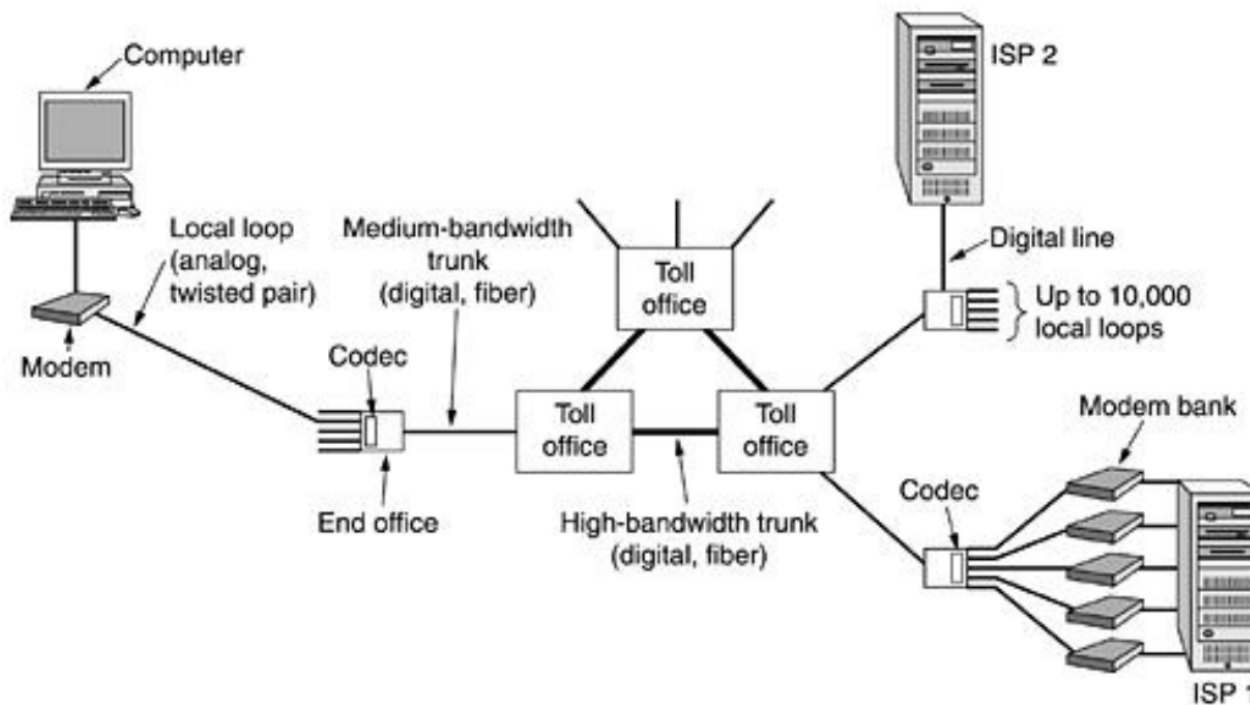 Computer
ISP 2
Local loop
(analog,
twisted pair)
Medium-bandwidth
trunk
(digital, fiber)
Digital line
Toll
office
Up to 10,000
local loops
Modem
Codec
Toll
office
Toll
office
Modem bank
End office
High-bandwidth trunk
(digital, fiber)
Codec
ISP 1